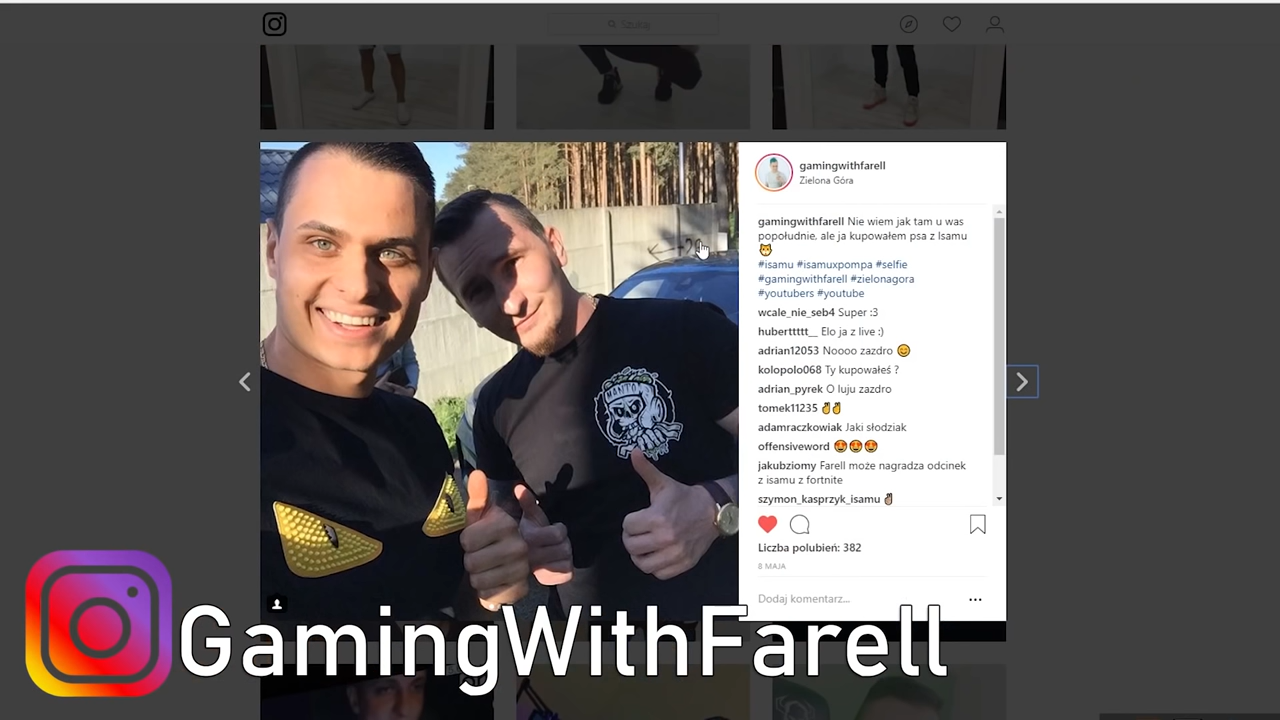 Szukaj
gamingwithfarell
Zielona Góra
gamingwithfarell Nie wiem jak tam u was
popołudnie, ale ja kupowałem psa z Isamu
🐱
#isamu #isamuxpompa #selfie
#gamingwithfarell #zielonagora
#youtubers #youtube
wcale_nie_seb4 Super :3
huberttttt__ Elo ja z live :)
adrian12053 Noooo zazdro 😊
kolopolo068 Ty kupowałeś ?
adrian_pyrek O luju zazdro
tomek11235 ✌✌
adamraczkowiak Jaki słodziak
offensiveword 😍😍😍
jakubziomy Farell może nagradza odcinek
z isamu z fortnite
szymon_kasprzyk_isamu ✌
Liczba polubień: 382
8 MAJA
Dodaj komentarz...
MANTO
GamingWithFarell